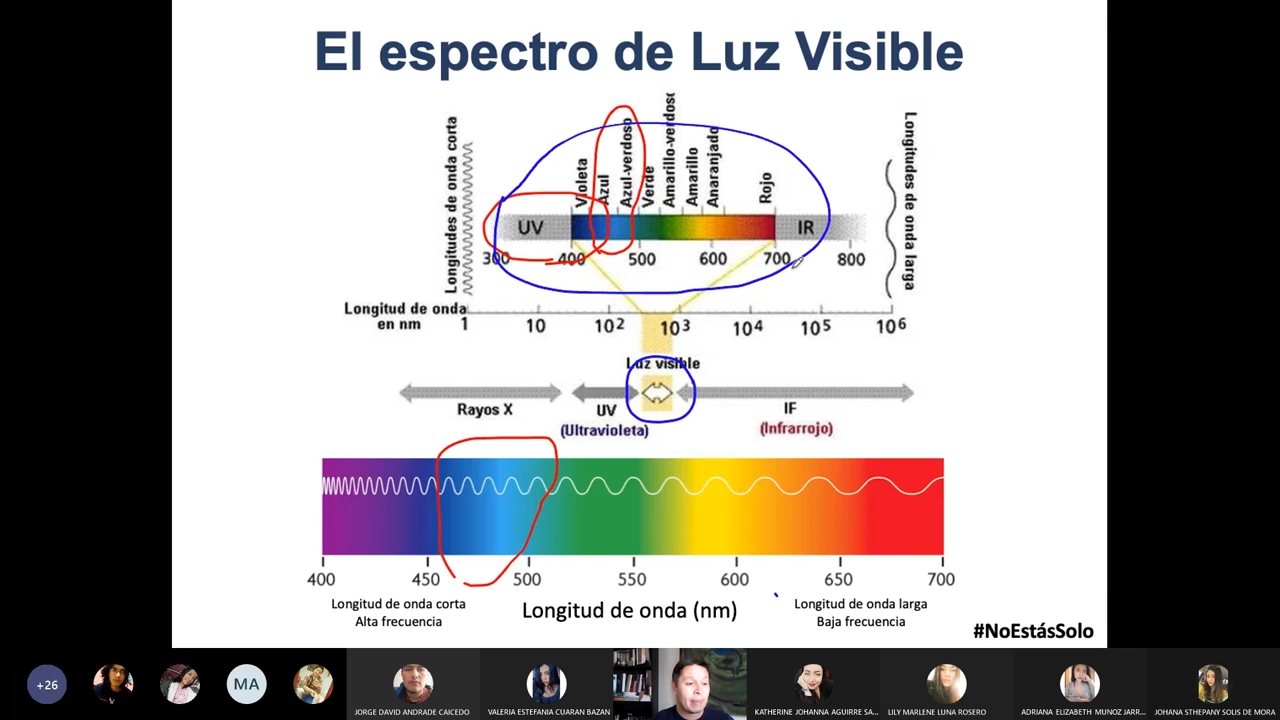 El espectro de Luz Visible
Longitudes de onda corta
Violeta
Azul
Azul-verdoso
Verde
Amarillo-verdoso
Amarillo
Anaranjado
Rojo
Longitudes de onda larga
UV
IR
300 400 500 600 700 800
Longitud de onda
en nm
1 10 10² 10³ 10⁴ 10⁵ 10⁶
Luz visible
Rayos X
UV
(Ultravioleta)
IF
(Infrarrojo)
400 450 500 550 600 650 700
Longitud de onda corta
Alta frecuencia
Longitud de onda (nm)
Longitud de onda larga
Baja frecuencia
#NoEstásSolo
+26
MA
JORGE DAVID ANDRADE CAICEDO
VALERIA ESTEFANIA CUARAN BAZAN
KATHERINE JOHANNA AGUIRRE SA...
LILY MARLENE LUNA ROSERO
ADRIANA ELIZABETH MUNOZ JARR...
JOHANA STHEPANY SOLIS DE MORA